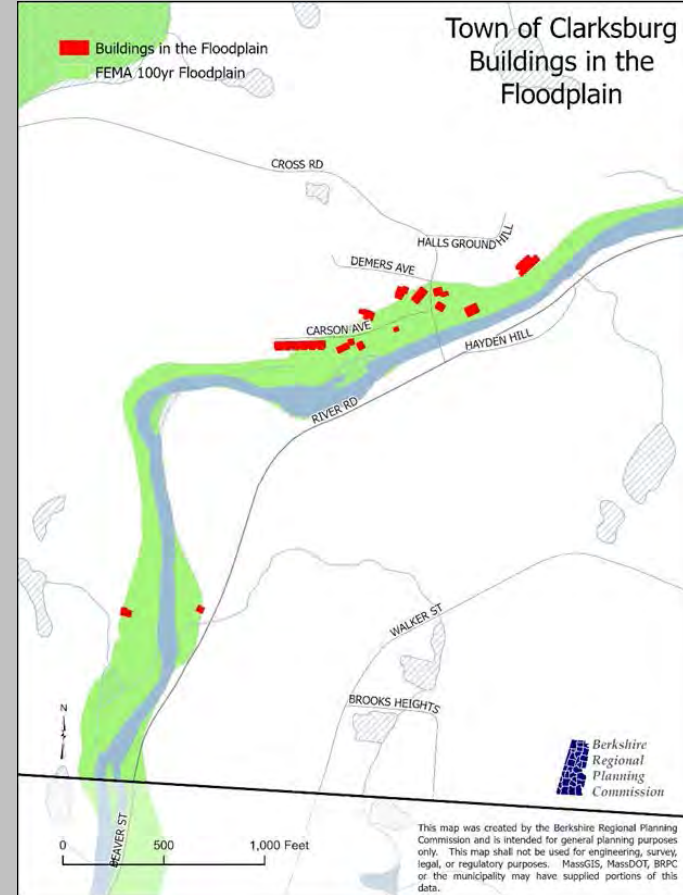 Town of Clarksburg
Buildings in the
Floodplain
Buildings in the Floodplain
FEMA 100yr Floodplain
CROSS RD
HALLS GROUND
HILL
DEMERS AVE
CARSON AVE
HAYDEN HILL
RIVER RD
WALKER ST
BROOKS HEIGHTS
Z
Berkshire
Regional
Planning
Commission
BEAVER ST
0 500 1,000 Feet
This map was created by the Berkshire Regional Planning
Commission and is intended for general planning purposes
only. This map shall not be used for engineering, survey,
legal, or regulatory purposes. MassGIS, MassDOT, BRPC
or the municipality may have supplied portions of this
data.